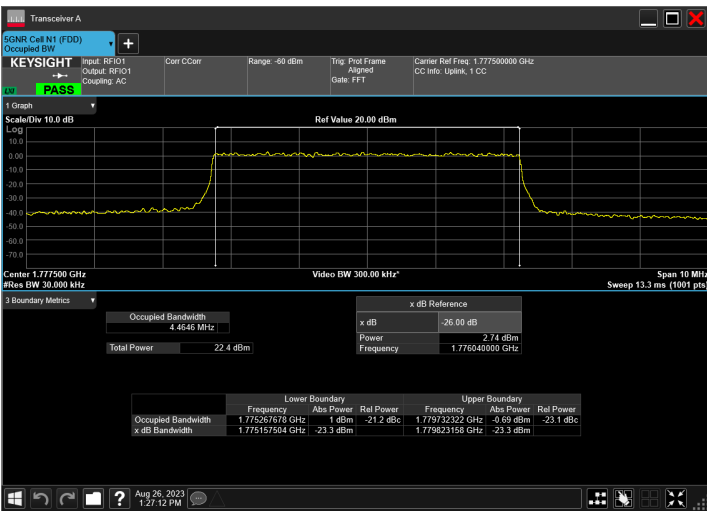 Transceiver A
5GNR Cell N1 (FDD)
Occupied BW
KEYSIGHT Input: RFIO1 Corr CCorr Range: -60 dBm Trig: Prot Frame Carrier Ref Freq: 1.777500000 GHz
Output: RFIO1 Aligned CC Info: Uplink, 1 CC
Coupling: AC Gate: FFT
LXI PASS
1 Graph
Scale/Div 10.0 dB Ref Value 20.00 dBm
Log
10.0
0.00
-10.0
-20.0
-30.0
-40.0
-50.0
-60.0
-70.0
Center 1.777500 GHz Video BW 300.00 kHz* Span 10 MHz
#Res BW 30.000 kHz Sweep 13.3 ms (1001 pts)
3 Boundary Metrics
x dB Reference
Occupied Bandwidth
4.4646 MHz
x dB -26.00 dB
Power 2.74 dBm
Total Power 22.4 dBm
Frequency 1.776040000 GHz
Lower Boundary Upper Boundary
Frequency Abs Power Rel Power Frequency Abs Power Rel Power
Occupied Bandwidth 1.775267678 GHz 1 dBm -21.2 dBc 1.779732322 GHz -0.69 dBm -23.1 dBc
x dB Bandwidth 1.775157504 GHz -23.3 dBm 1.779823158 GHz -23.3 dBm
? Aug 26, 2023
1:27:12 PM